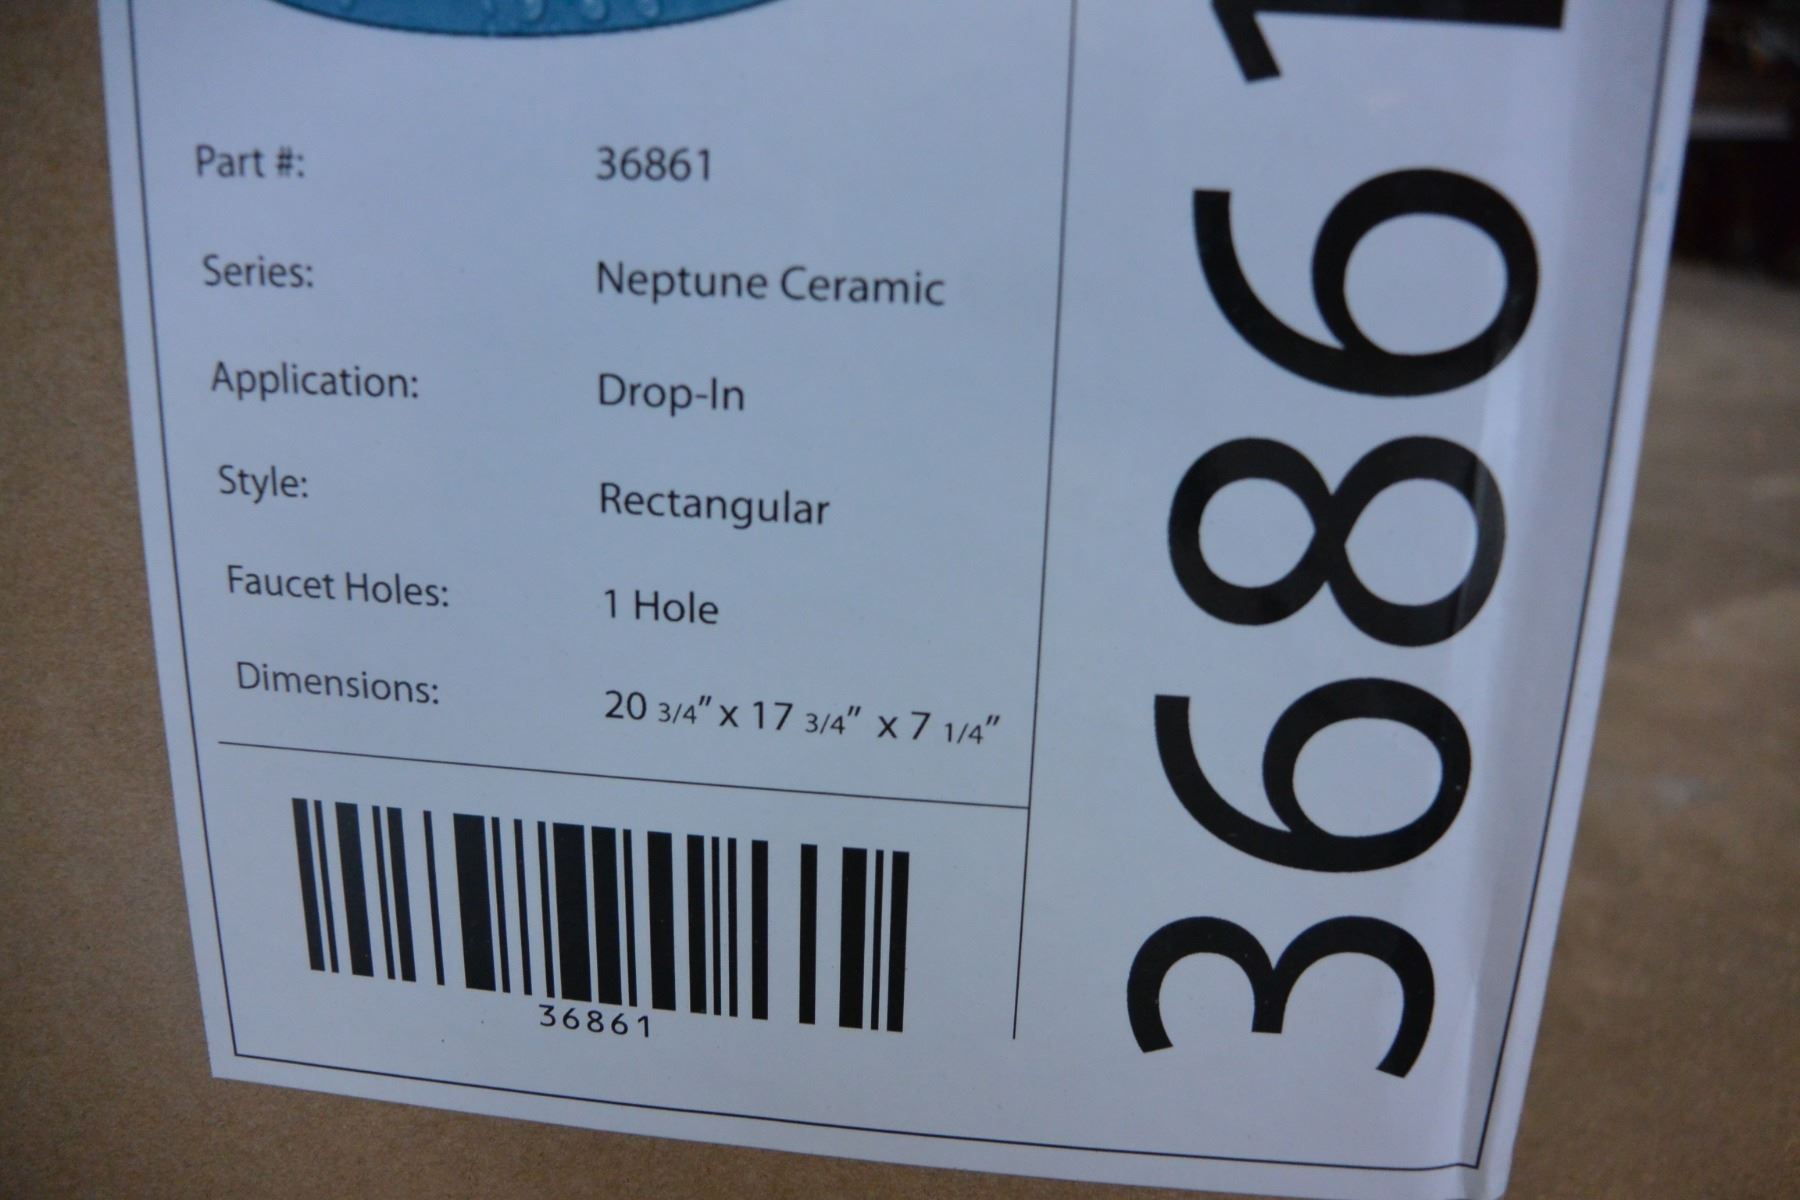 Part #: 36861
Series: Neptune Ceramic
Application: Drop-In
Style: Rectangular
Faucet Holes: 1 Hole
Dimensions: 20 3/4" x 17 3/4" x 7 1/4"
36861
36861